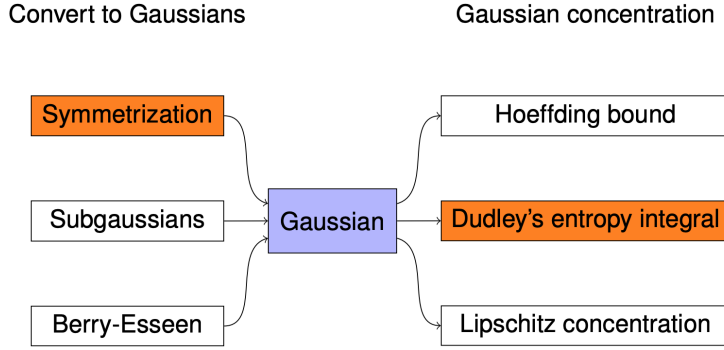 Convert to Gaussians
Gaussian concentration
Symmetrization
Hoeffding bound
Subgaussians
Gaussian
Dudley's entropy integral
Berry-Esseen
Lipschitz concentration